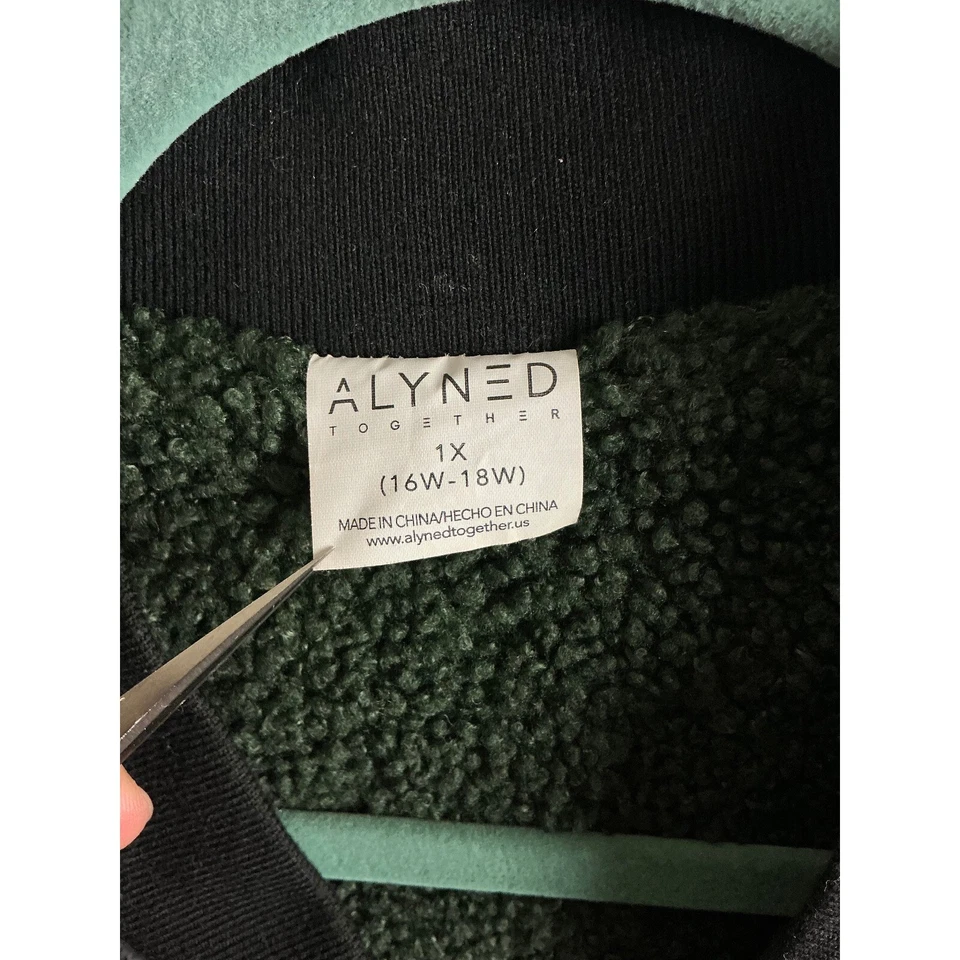 ALYNED
TOGETHER
1X
(16W-18W)
MADE IN CHINA/HECHO EN CHINA
www.alynedtogether.us